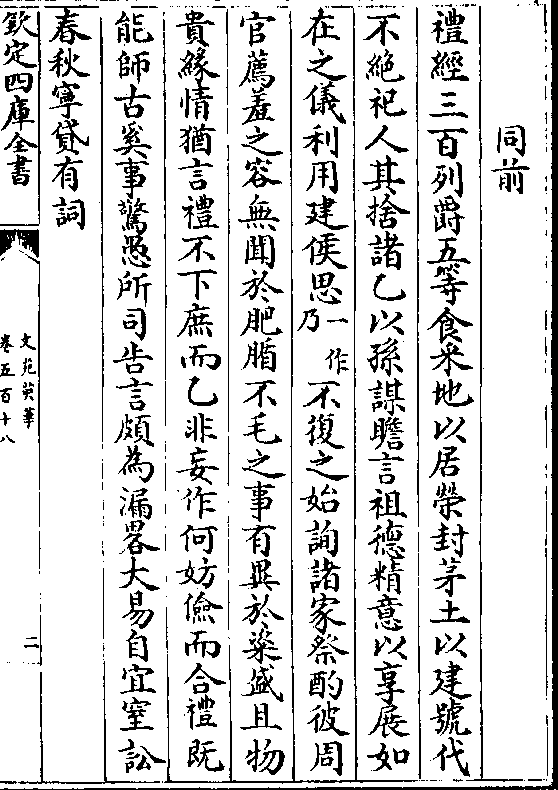 同前
禮經三百列爵五等食采地以居榮封茅土以建號代
不絶祀人其捨諸乙以孫謀瞻言祖德精意以享展如
在之儀利用建侯思一作乃不復之始詢諸家祭酌彼周
官薦羞之容無聞於肥腯不毛之事有異於粢盛且物
貴縁情猶言禮不下庶而乙非妄作何妨儉而合禮既
能師古奚事驚愚所司告言頗為漏畧大易自宜窒訟
春秋寧貸有詞
欽定四庫全書
文苑英華
卷五百十八
二